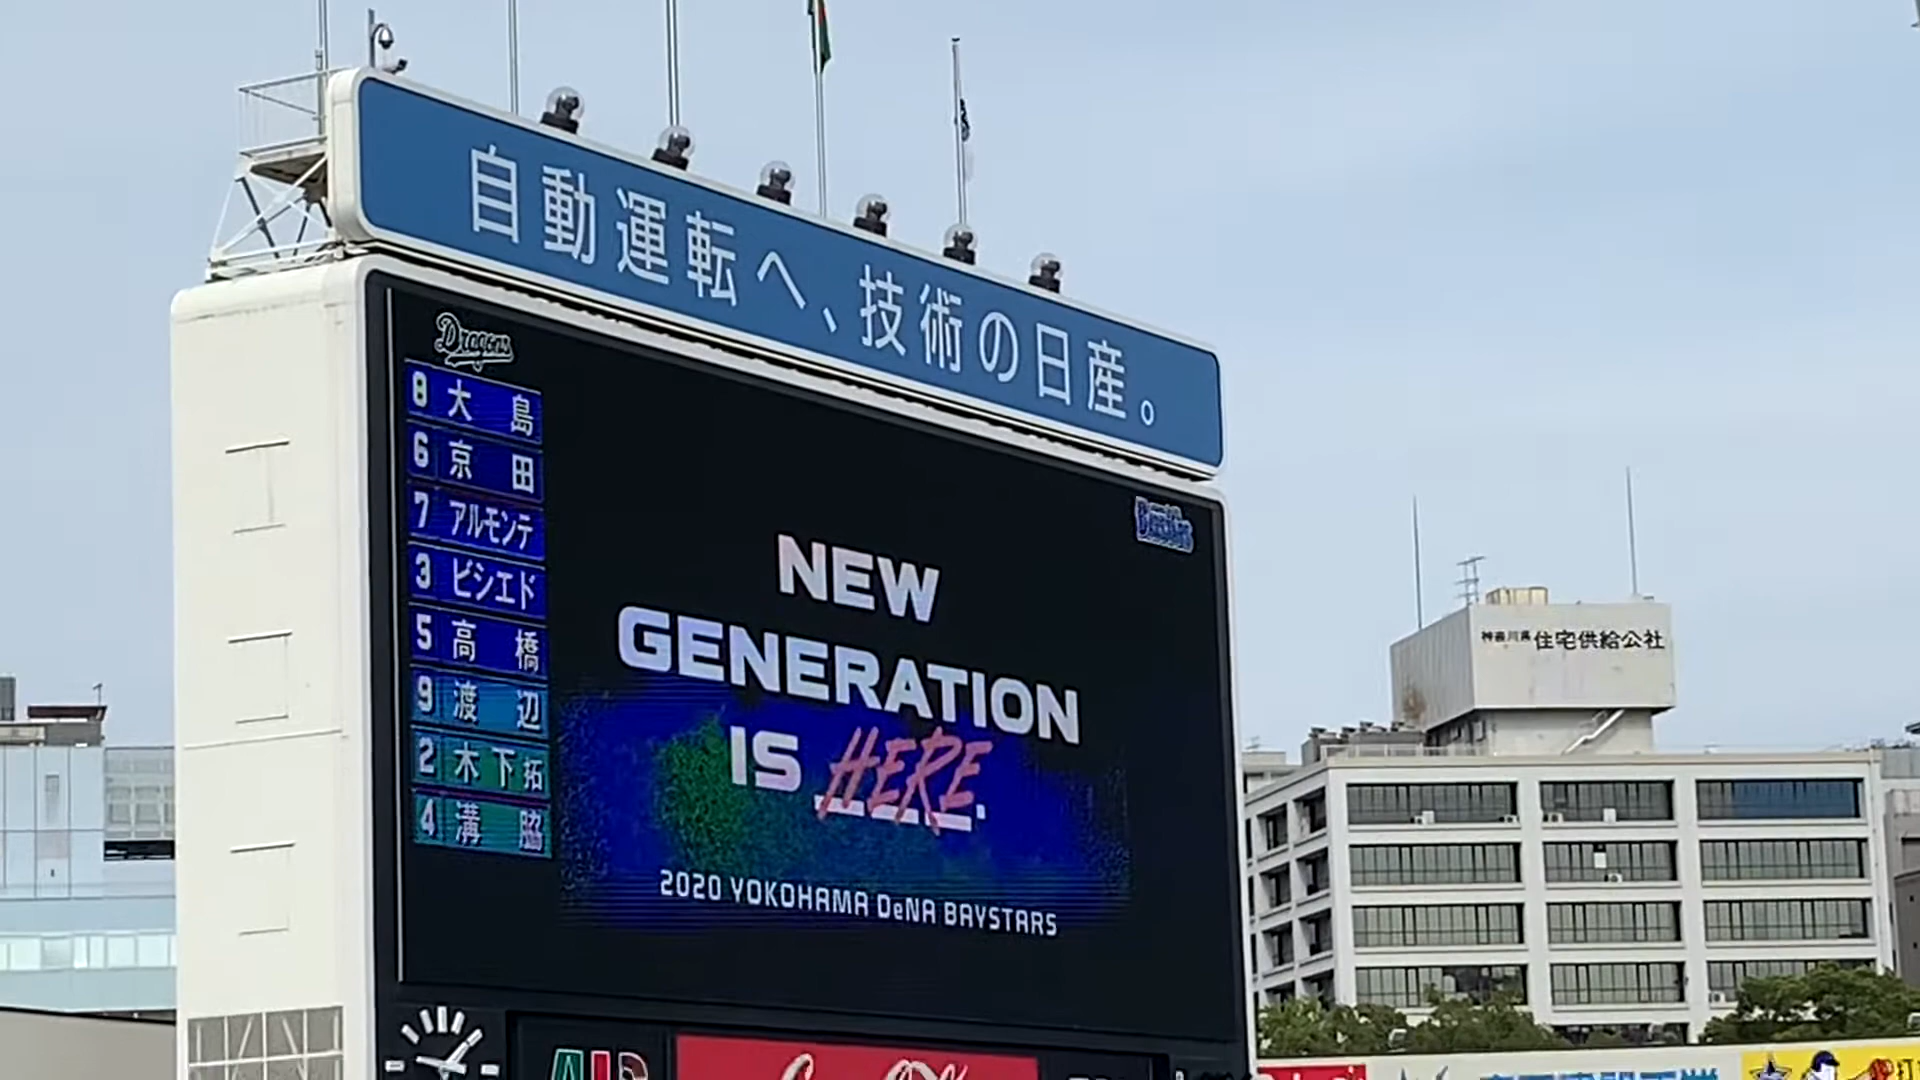 自動運転へ、技術の日産。
Dragons
8 大島
6 京田
7 アルモンテ
3 ビシエド
5 高橋
9 渡辺
2 木下拓
4 溝脇
BAYSTARS
NEW
GENERATION
IS HERE.
2020 YOKOHAMA DeNA BAYSTARS
神奈川県住宅供給公社